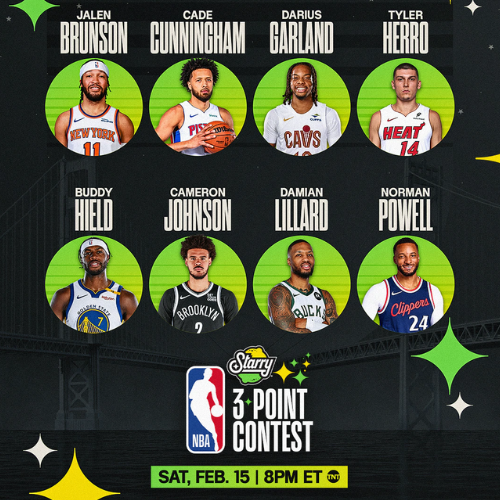 JALEN
BRUNSON
CADE
CUNNINGHAM
DARIUS
GARLAND
TYLER
HERRO
NEW YORK
11
CAVS
HEAT
14
BUDDY
HIELD
CAMERON
JOHNSON
DAMIAN
LILLARD
NORMAN
POWELL
GOLDEN STATE
BROOKLYN
2
BUCKS
Clippers
24
Starry
NBA
3-POINT
CONTEST
SAT, FEB. 15 | 8PM ET TNT